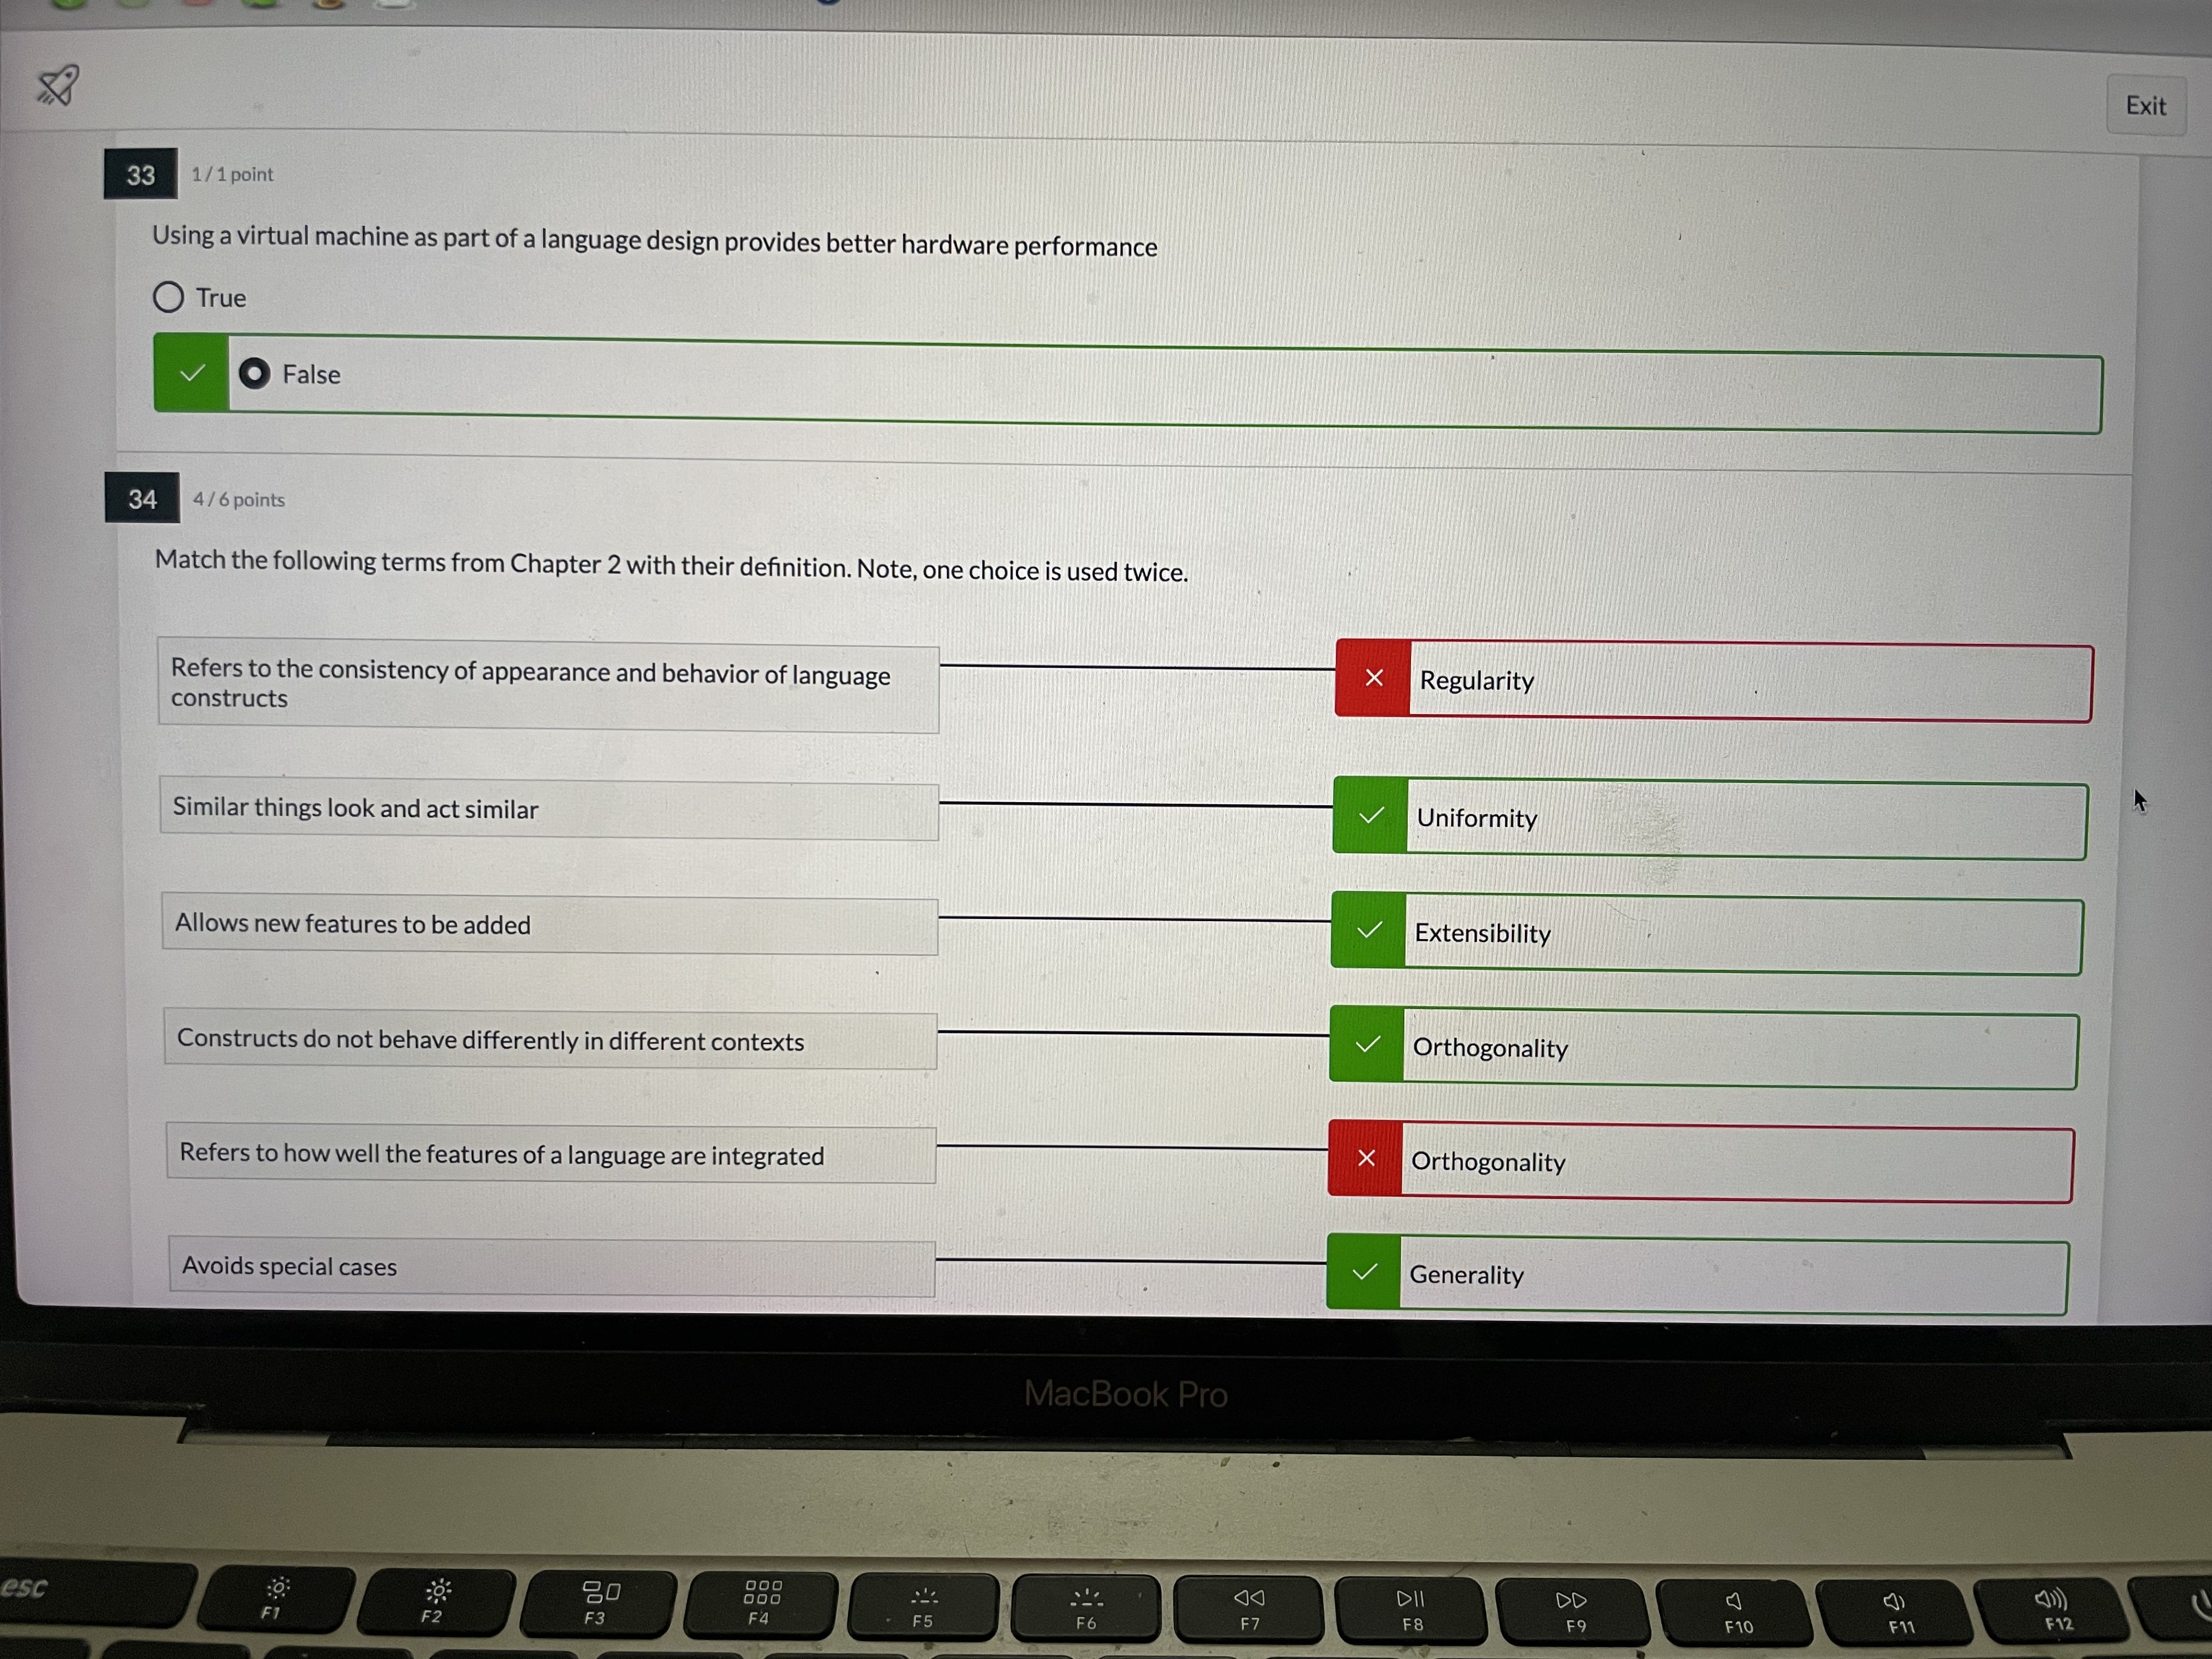 Exit
33 1 / 1 point
Using a virtual machine as part of a language design provides better hardware performance
True
False
34 4 / 6 points
Match the following terms from Chapter 2 with their definition. Note, one choice is used twice.
Refers to the consistency of appearance and behavior of language
constructs
Regularity
Similar things look and act similar
Uniformity
Allows new features to be added
Extensibility
Constructs do not behave differently in different contexts
Orthogonality
Refers to how well the features of a language are integrated
Orthogonality
Avoids special cases
Generality
MacBook Pro
esc
F1
F2
F3
F4
F5
F6
F7
F8
F9
F10
F11
F12